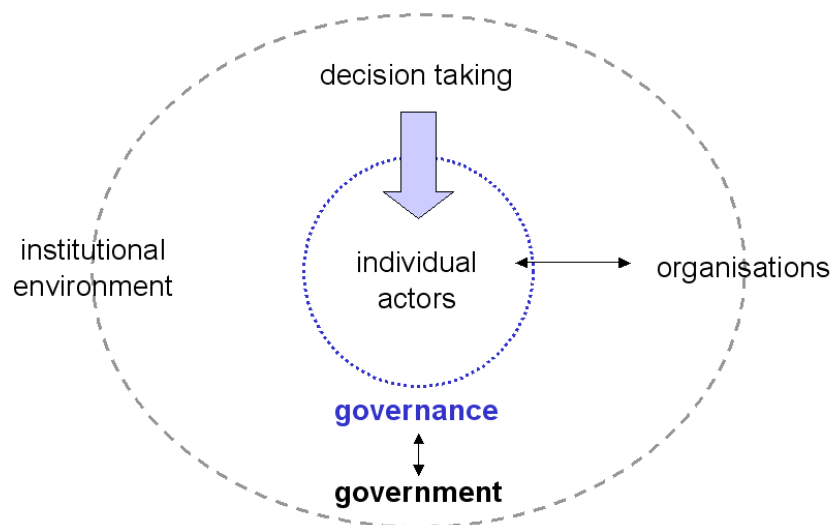 decision taking
institutional
environment
individual
actors
organisations
governance
government